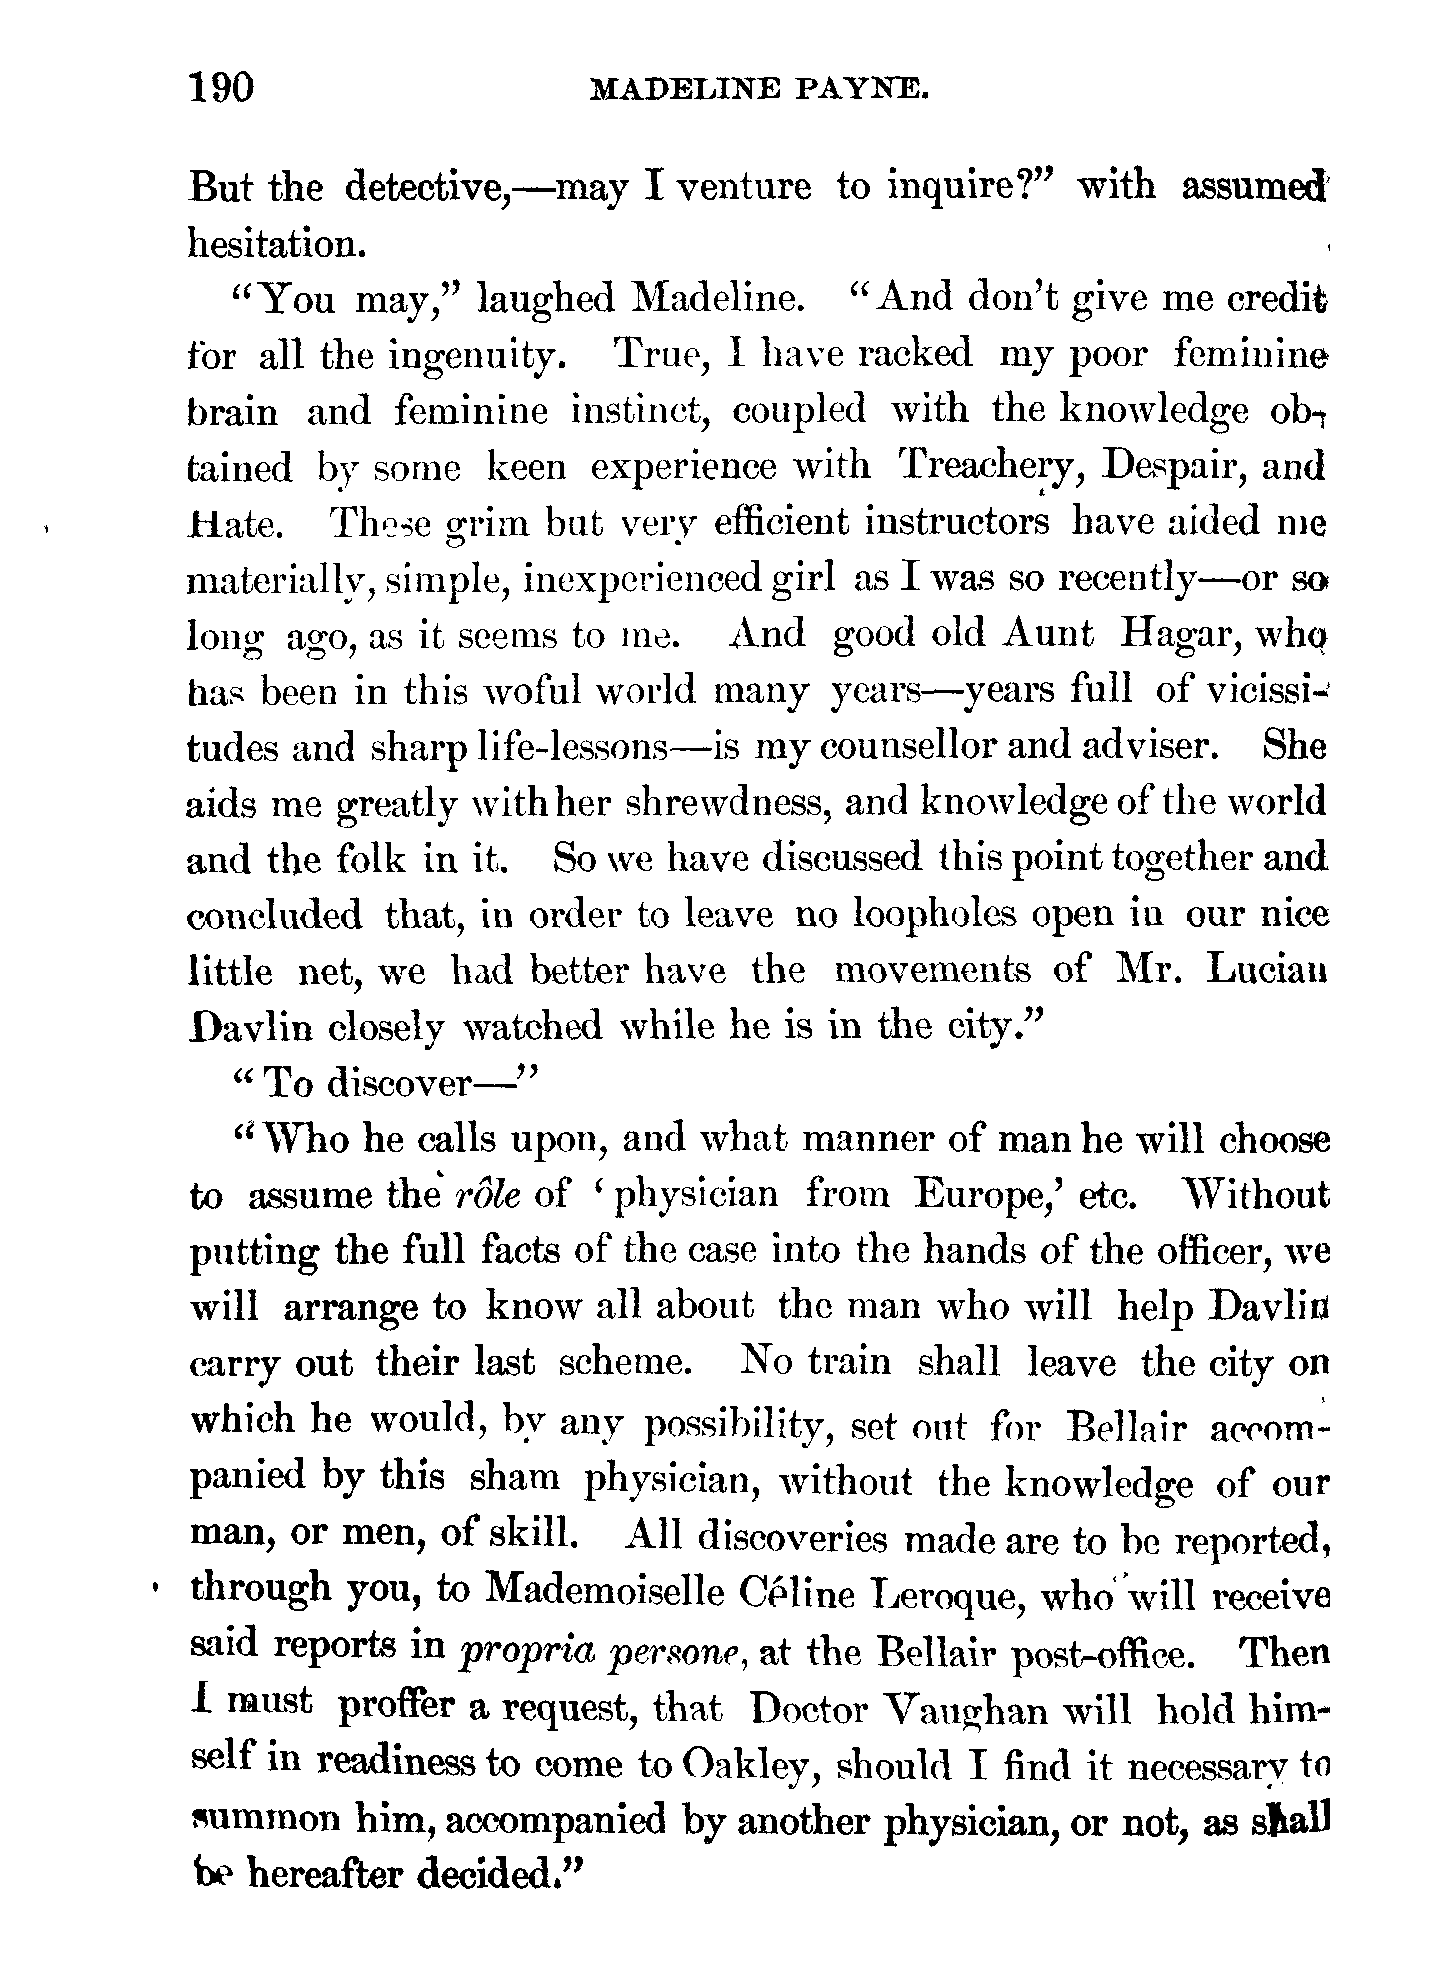 190 MADELINE PAYNE.
But the detective,—may I venture to inquire?” with assumed
hesitation.
“You may,” laughed Madeline. “And don’t give me credit
for all the ingenuity. True, I have racked my poor feminine
brain and feminine instinct, coupled with the knowledge ob-
tained by some keen experience with Treachery, Despair, and
Hate. These grim but very efficient instructors have aided me
materially, simple, inexperienced girl as I was so recently—or so
long ago, as it seems to me. And good old Aunt Hagar, who
has been in this woful world many years—years full of vicissi-
tudes and sharp life-lessons—is my counsellor and adviser. She
aids me greatly with her shrewdness, and knowledge of the world
and the folk in it. So we have discussed this point together and
concluded that, in order to leave no loopholes open in our nice
little net, we had better have the movements of Mr. Lucian
Davlin closely watched while he is in the city.”
“To discover—”
“Who he calls upon, and what manner of man he will choose
to assume the rôle of ‘physician from Europe,’ etc. Without
putting the full facts of the case into the hands of the officer, we
will arrange to know all about the man who will help Davlin
carry out their last scheme. No train shall leave the city on
which he would, by any possibility, set out for Bellair accom-
panied by this sham physician, without the knowledge of our
man, or men, of skill. All discoveries made are to be reported,
through you, to Mademoiselle Céline Leroque, who will receive
said reports in propria persone, at the Bellair post-office. Then
I must proffer a request, that Doctor Vaughan will hold him-
self in readiness to come to Oakley, should I find it necessary to
summon him, accompanied by another physician, or not, as shall
be hereafter decided.”